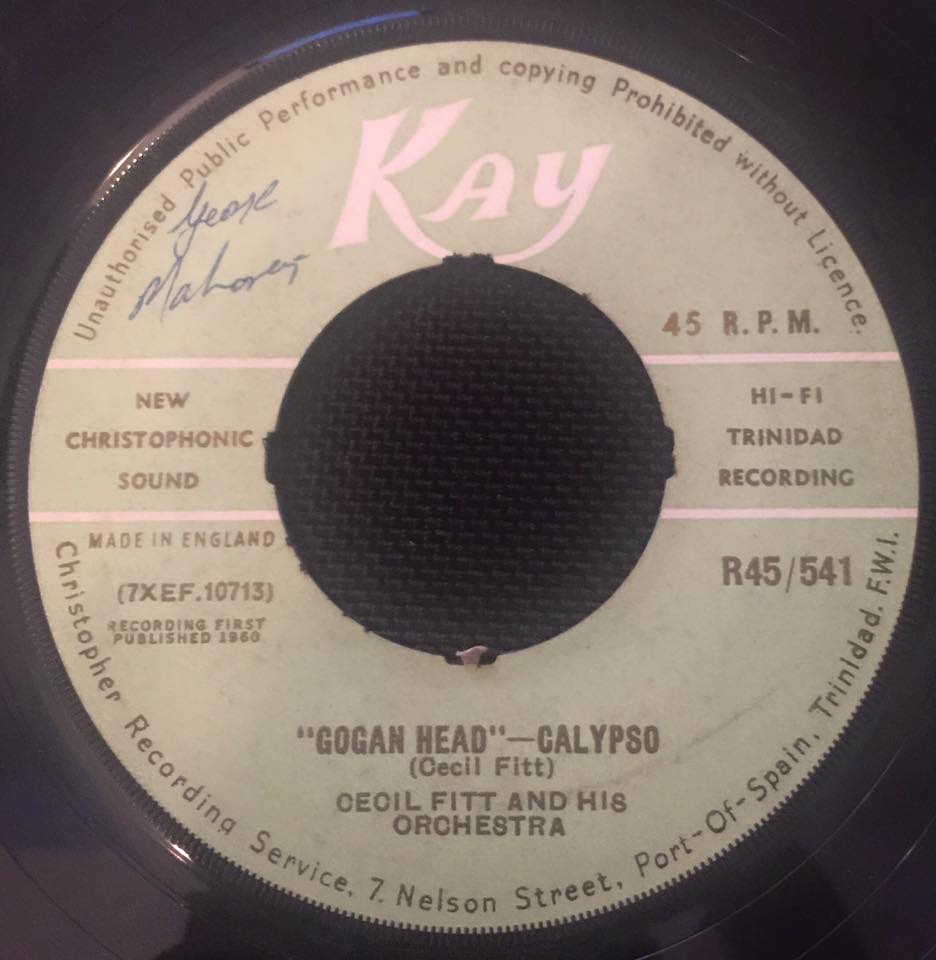 Unauthorised Public Performance and copying Prohibited without Licence.
KAY
George
Mahoney
45 R.P.M.
NEW
CHRISTOPHONIC
SOUND
HI-FI
TRINIDAD
RECORDING
MADE IN ENGLAND
(7XEF.10713)
RECORDING FIRST
PUBLISHED 1960
R45/541
"GOGAN HEAD"—CALYPSO
(Cecil Fitt)
CECIL FITT AND HIS
ORCHESTRA
Christopher Recording Service, 7. Nelson Street, Port-Of-Spain, Trinidad. F.W.I.